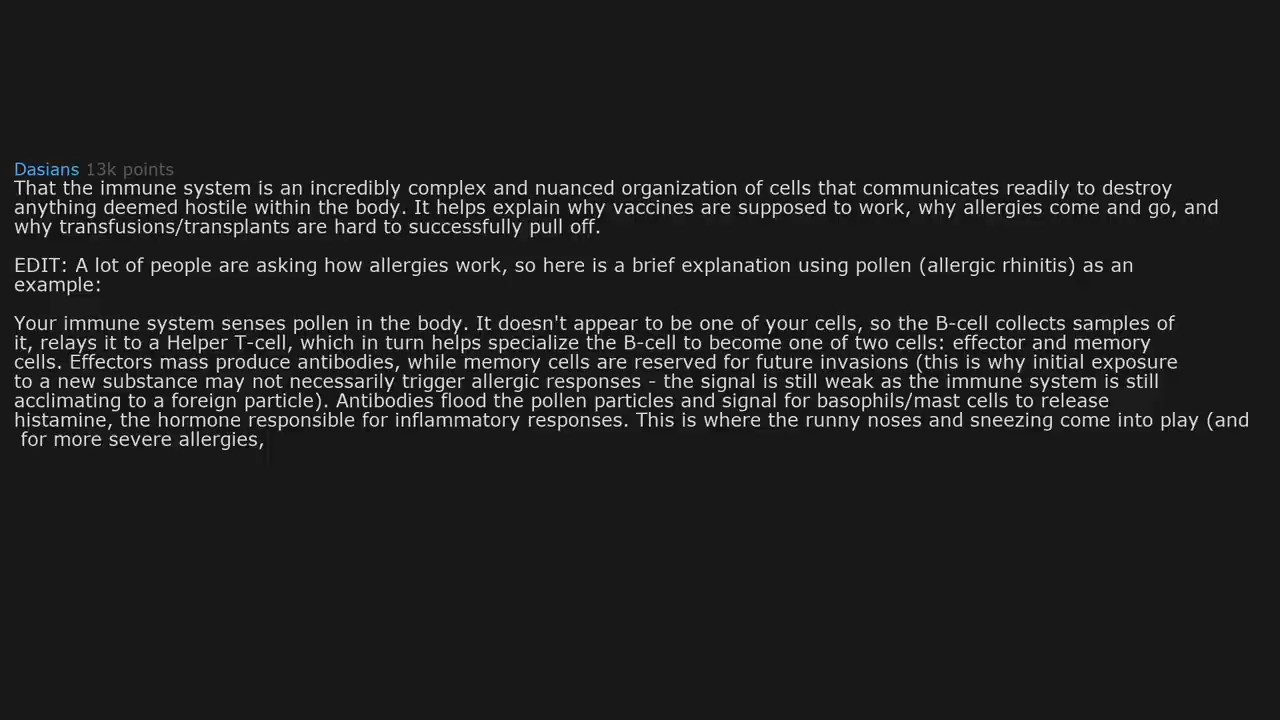 Dasians 13k points
That the immune system is an incredibly complex and nuanced organization of cells that communicates readily to destroy
anything deemed hostile within the body. It helps explain why vaccines are supposed to work, why allergies come and go, and
why transfusions/transplants are hard to successfully pull off.
EDIT: A lot of people are asking how allergies work, so here is a brief explanation using pollen (allergic rhinitis) as an
example:
Your immune system senses pollen in the body. It doesn't appear to be one of your cells, so the B-cell collects samples of
it, relays it to a Helper T-cell, which in turn helps specialize the B-cell to become one of two cells: effector and memory
cells. Effectors mass produce antibodies, while memory cells are reserved for future invasions (this is why initial exposure
to a new substance may not necessarily trigger allergic responses - the signal is still weak as the immune system is still
acclimating to a foreign particle). Antibodies flood the pollen particles and signal for basophils/mast cells to release
histamine, the hormone responsible for inflammatory responses. This is where the runny noses and sneezing come into play (and
for more severe allergies,